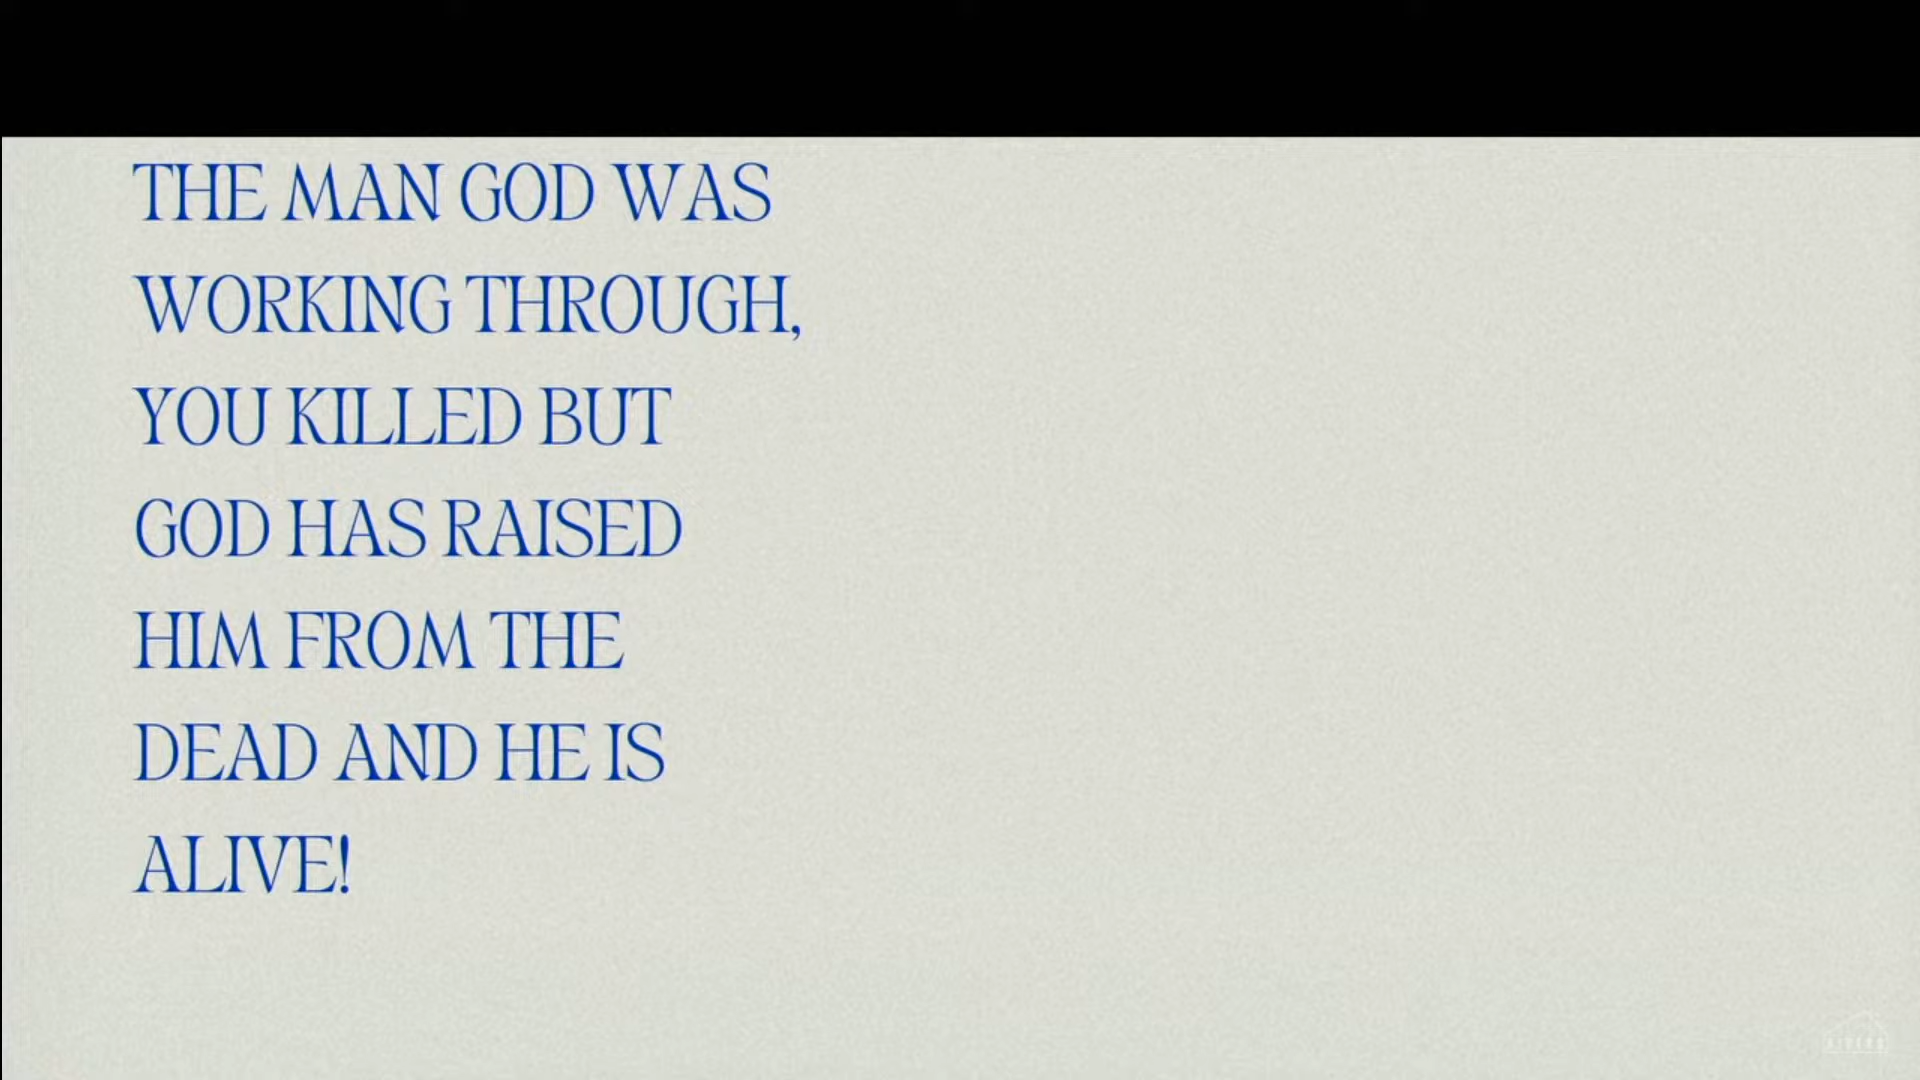 THE MAN GOD WAS
WORKING THROUGH,
YOU KILLED BUT
GOD HAS RAISED
HIM FROM THE
DEAD AND HE IS
ALIVE!